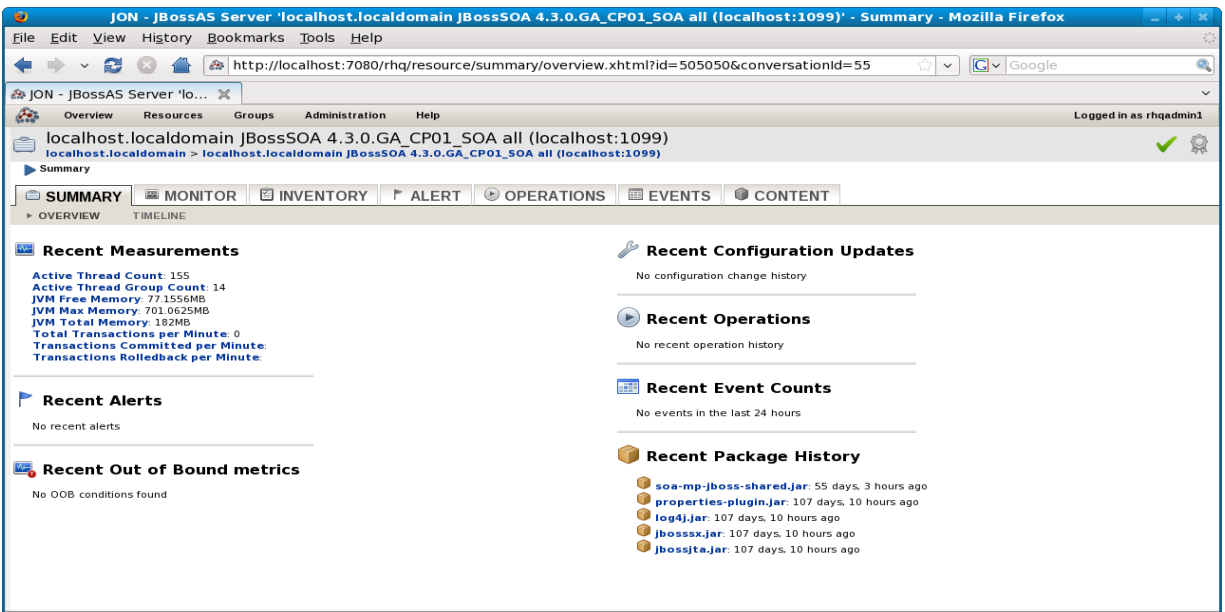 JON - JBossAS Server 'localhost.localdomain JBossSOA 4.3.0.GA_CP01_SOA all (localhost:1099)' - Summary - Mozilla Firefox
File Edit View History Bookmarks Tools Help
http://localhost:7080/rhq/resource/summary/overview.xhtml?id=505050&conversationId=55 Google
JON - JBossAS Server 'lo...
Overview Resources Groups Administration Help Logged in as rhqadmin1
localhost.localdomain JBossSOA 4.3.0.GA_CP01_SOA all (localhost:1099)
localhost.localdomain > localhost.localdomain JBossSOA 4.3.0.GA_CP01_SOA all (localhost:1099)
Summary
SUMMARY MONITOR INVENTORY ALERT OPERATIONS EVENTS CONTENT
OVERVIEW TIMELINE
Recent Measurements
Active Thread Count: 155
Active Thread Group Count: 14
JVM Free Memory: 77.1556MB
JVM Max Memory: 701.0625MB
JVM Total Memory: 182MB
Total Transactions per Minute: 0
Transactions Committed per Minute:
Transactions Rolledback per Minute:
Recent Alerts
No recent alerts
Recent Out of Bound metrics
No OOB conditions found
Recent Configuration Updates
No configuration change history
Recent Operations
No recent operation history
Recent Event Counts
No events in the last 24 hours
Recent Package History
soa-mp-jboss-shared.jar: 55 days, 3 hours ago
properties-plugin.jar: 107 days, 10 hours ago
log4j.jar: 107 days, 10 hours ago
jbosssx.jar: 107 days, 10 hours ago
jbossjta.jar: 107 days, 10 hours ago